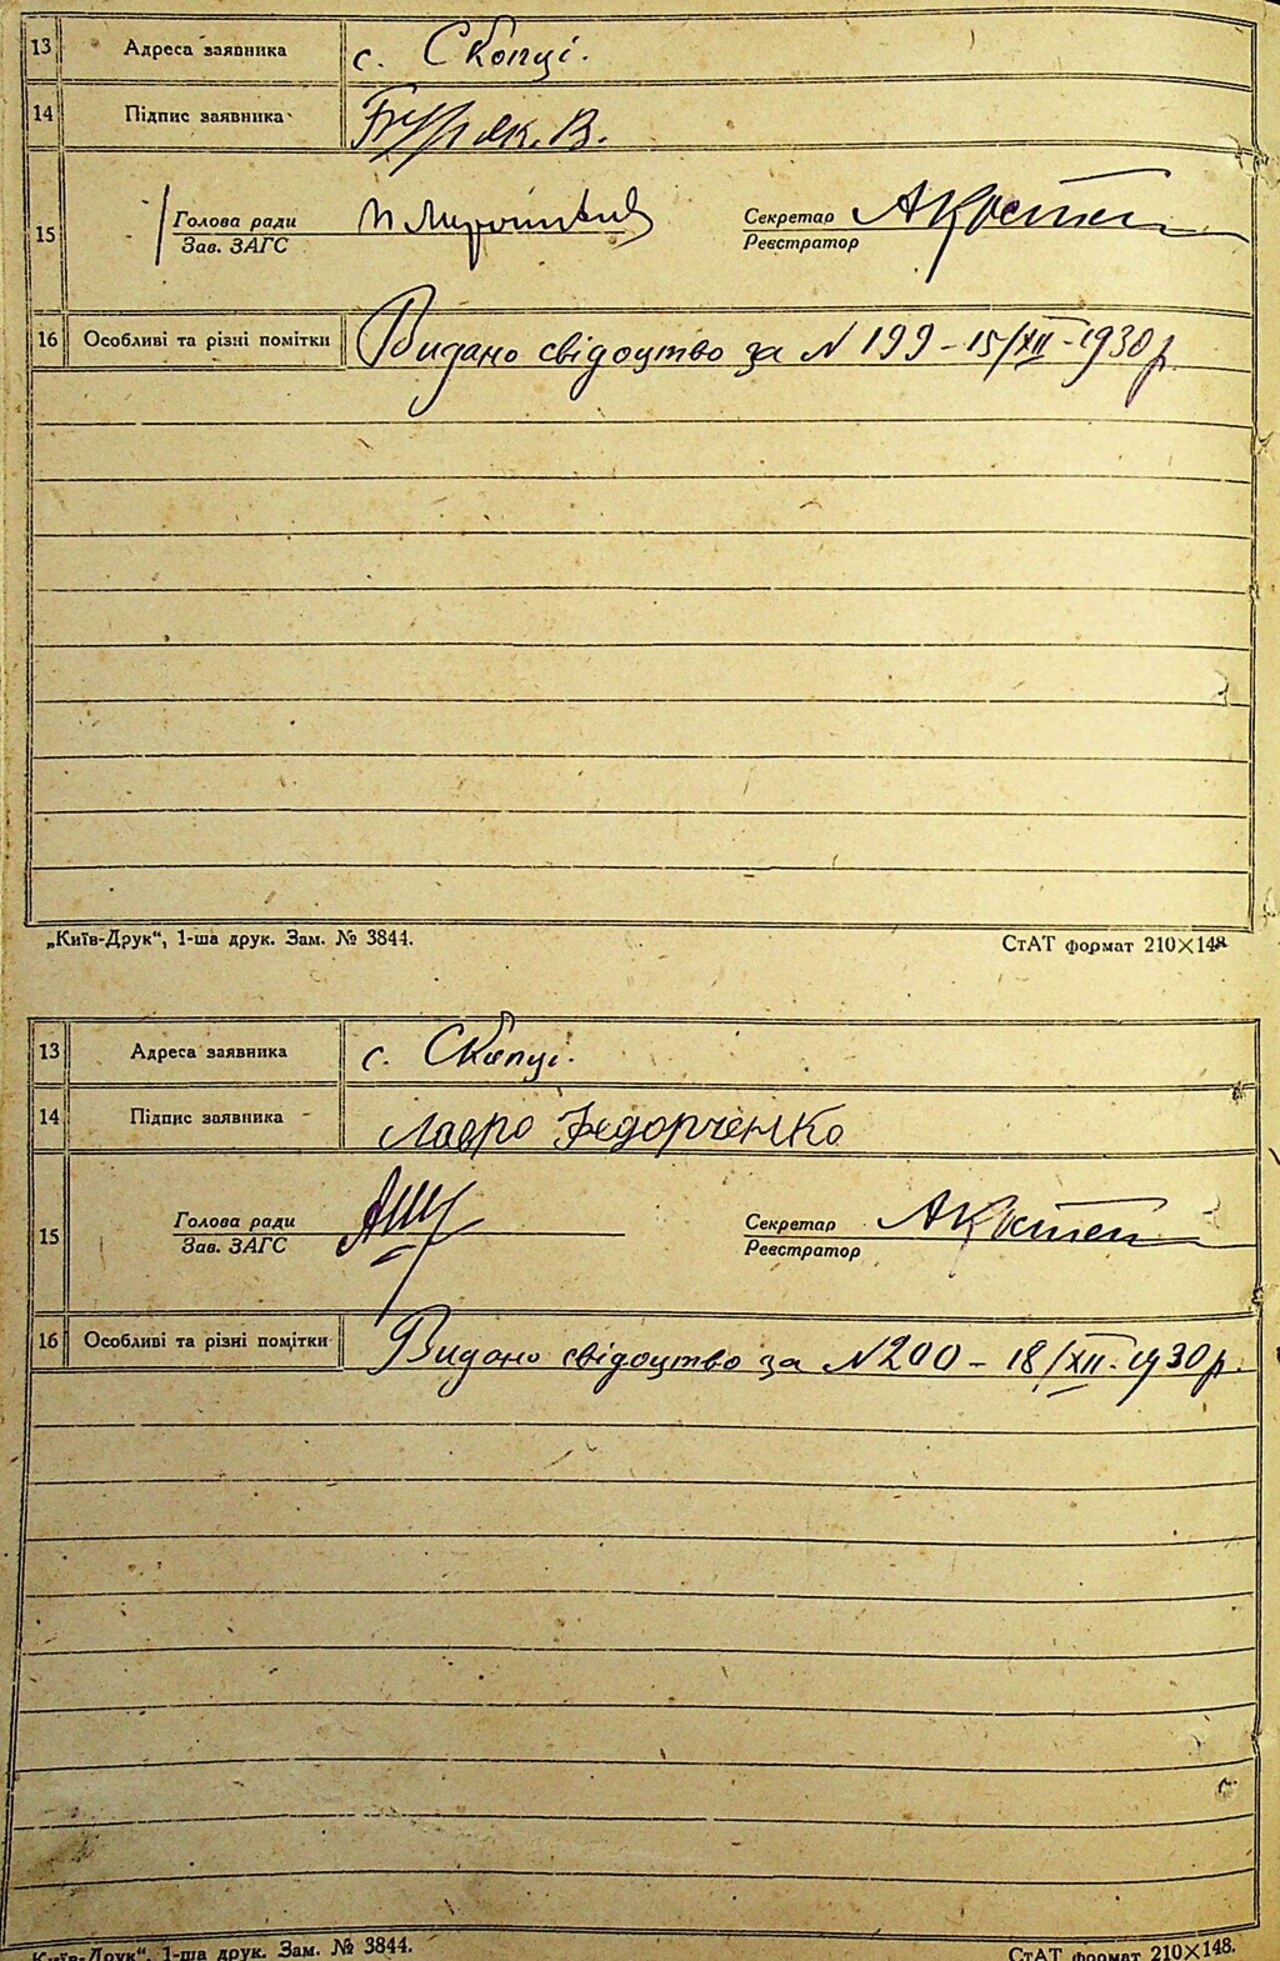 13 Адреса заявника с. Скопці.
14 Підпис заявника В.
15 Голова ради Секретар
Зав. ЗАГС Реєстратор
16 Особливі та різні помітки Видано свідоцтво за N 199 - 15/XII - 1930 р.
„Київ-Друк“, 1-ша друк. Зам. № 3844. СтАТ формат 210×148
13 Адреса заявника с. Скопці.
14 Підпис заявника Лавро Федорченко
15 Голова ради Секретар
Зав. ЗАГС Реєстратор
16 Особливі та різні помітки Видано свідоцтво за N 200 - 18/XII - 1930 р.
Київ-Друк“, 1-ша друк. Зам. № 3844. СтАТ формат 210×148.